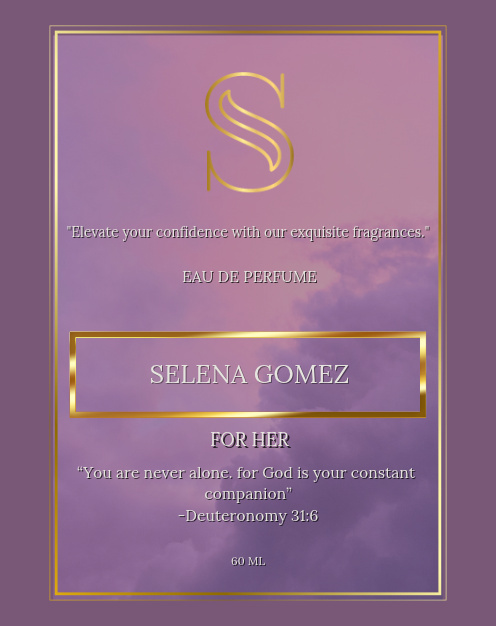 S
"Elevate your confidence with our exquisite fragrances."
EAU DE PERFUME
SELENA GOMEZ
FOR HER
“You are never alone. for God is your constant
companion”
-Deuteronomy 31:6
60 ML